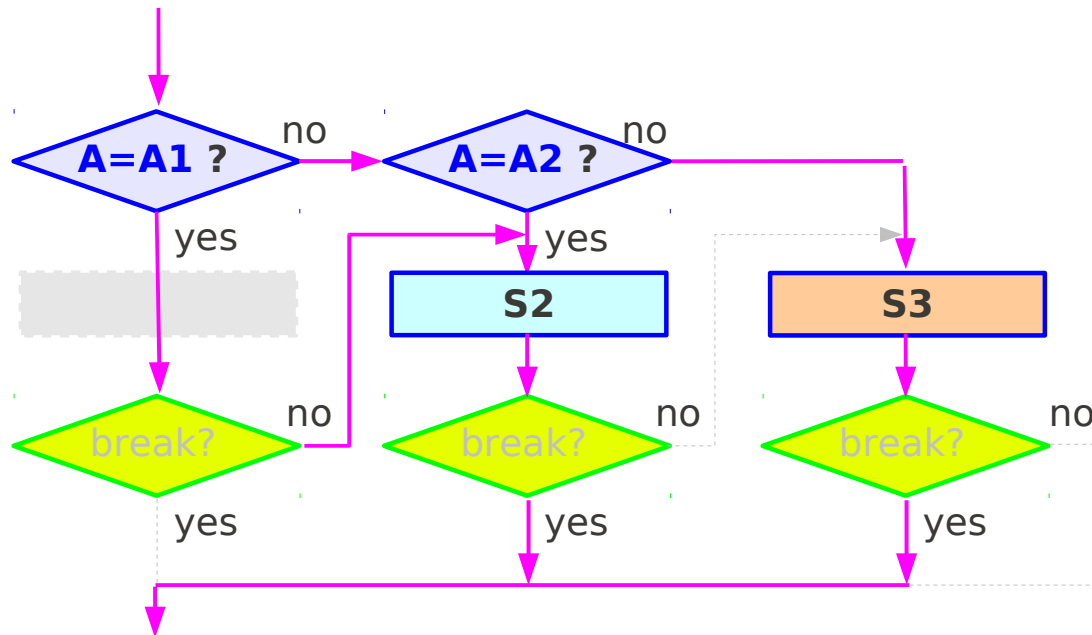 no
no
A=A1 ?
A=A2 ?
yes
yes
S2
S3
no
no
no
break?
break?
break?
yes
yes
yes